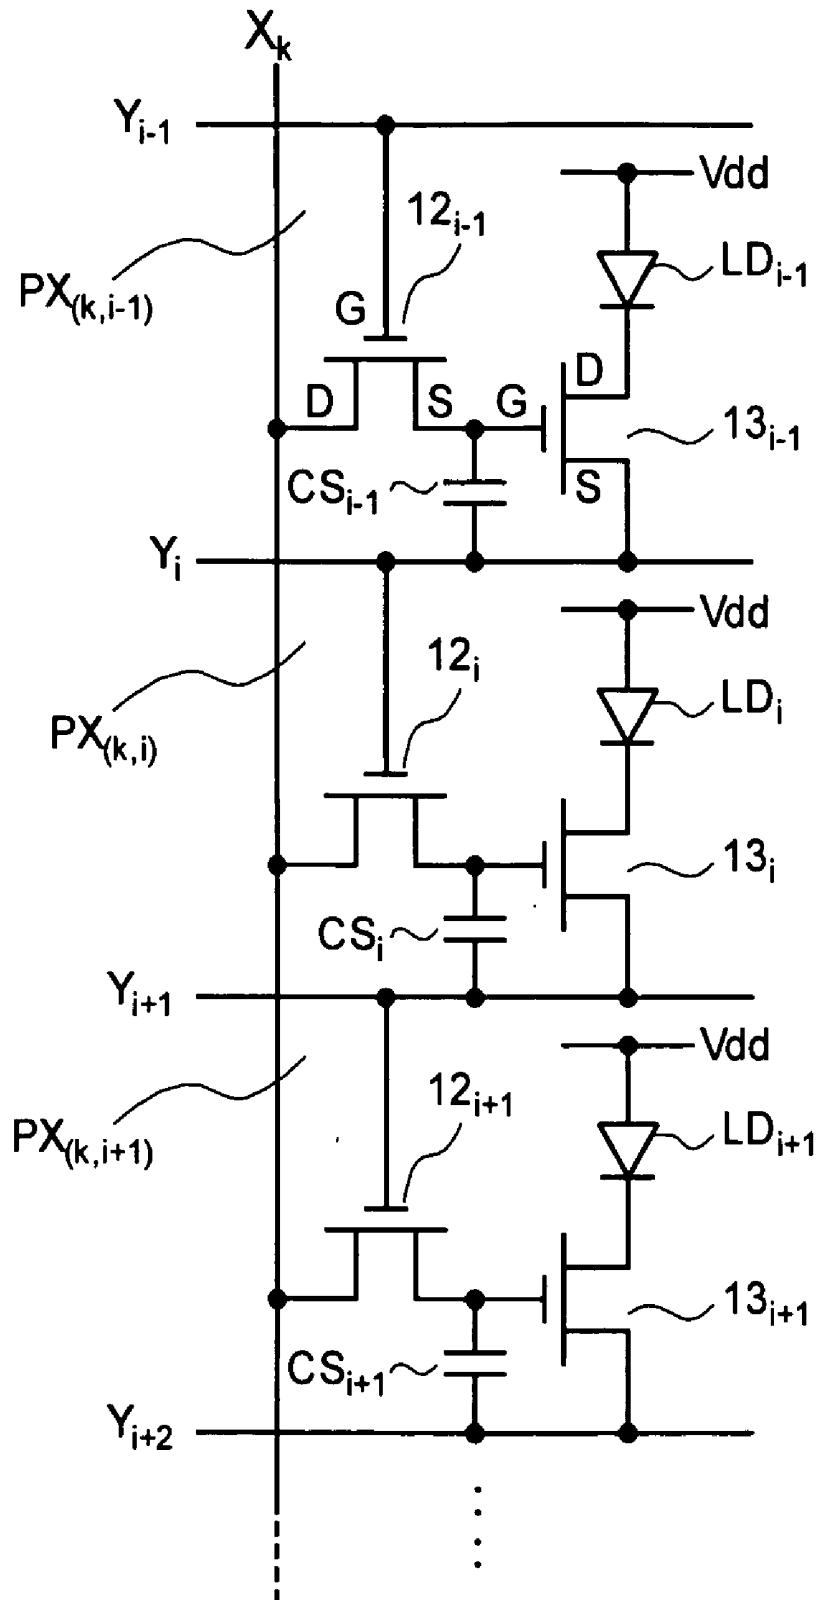 Xk
Yi-1
Vdd
12i-1
PX(k,i-1)
LDi-1
G
D
D S G
13i-1
CSi-1
S
Yi
Vdd
12i
LDi
PX(k,i)
13i
CSi
Yi+1
Vdd
12i+1
PX(k,i+1)
LDi+1
13i+1
CSi+1
Yi+2